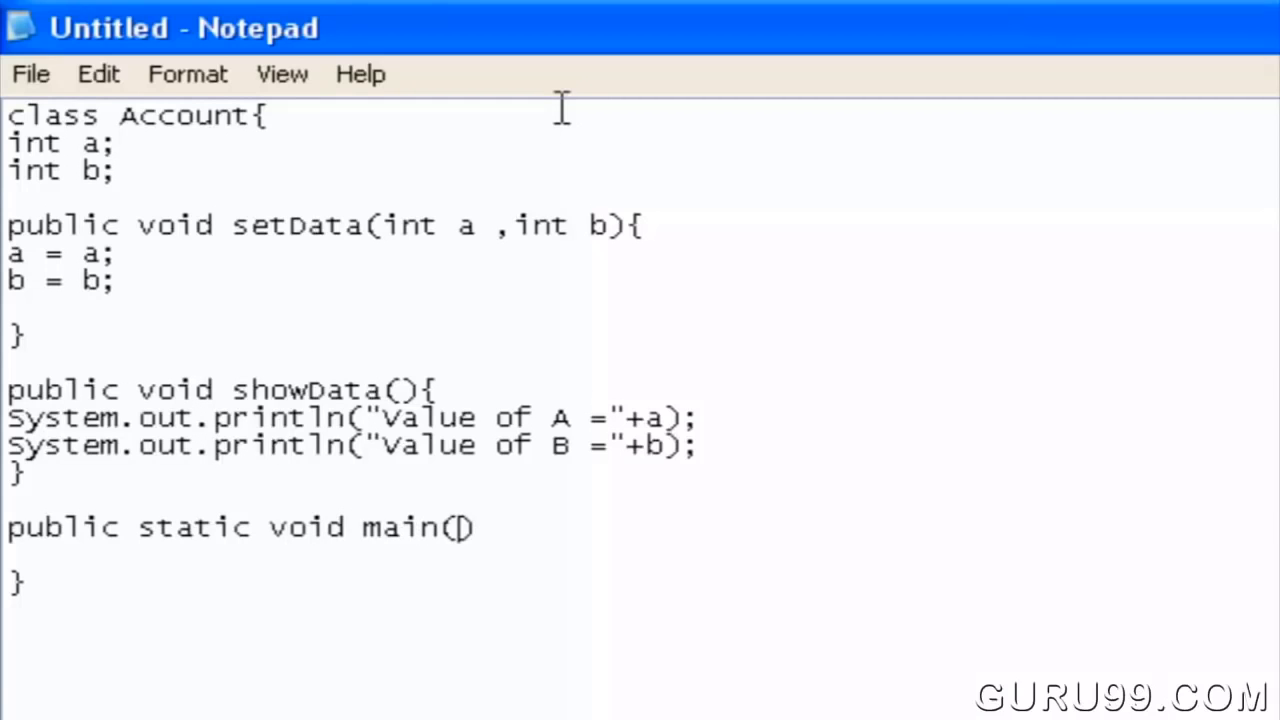 Untitled - Notepad
File Edit Format View Help
class Account{
int a;
int b;
public void setData(int a ,int b){
a = a;
b = b;
}
public void showData(){
System.out.println("Value of A ="+a);
System.out.println("Value of B ="+b);
}
public static void main()
}
GURU99.COM